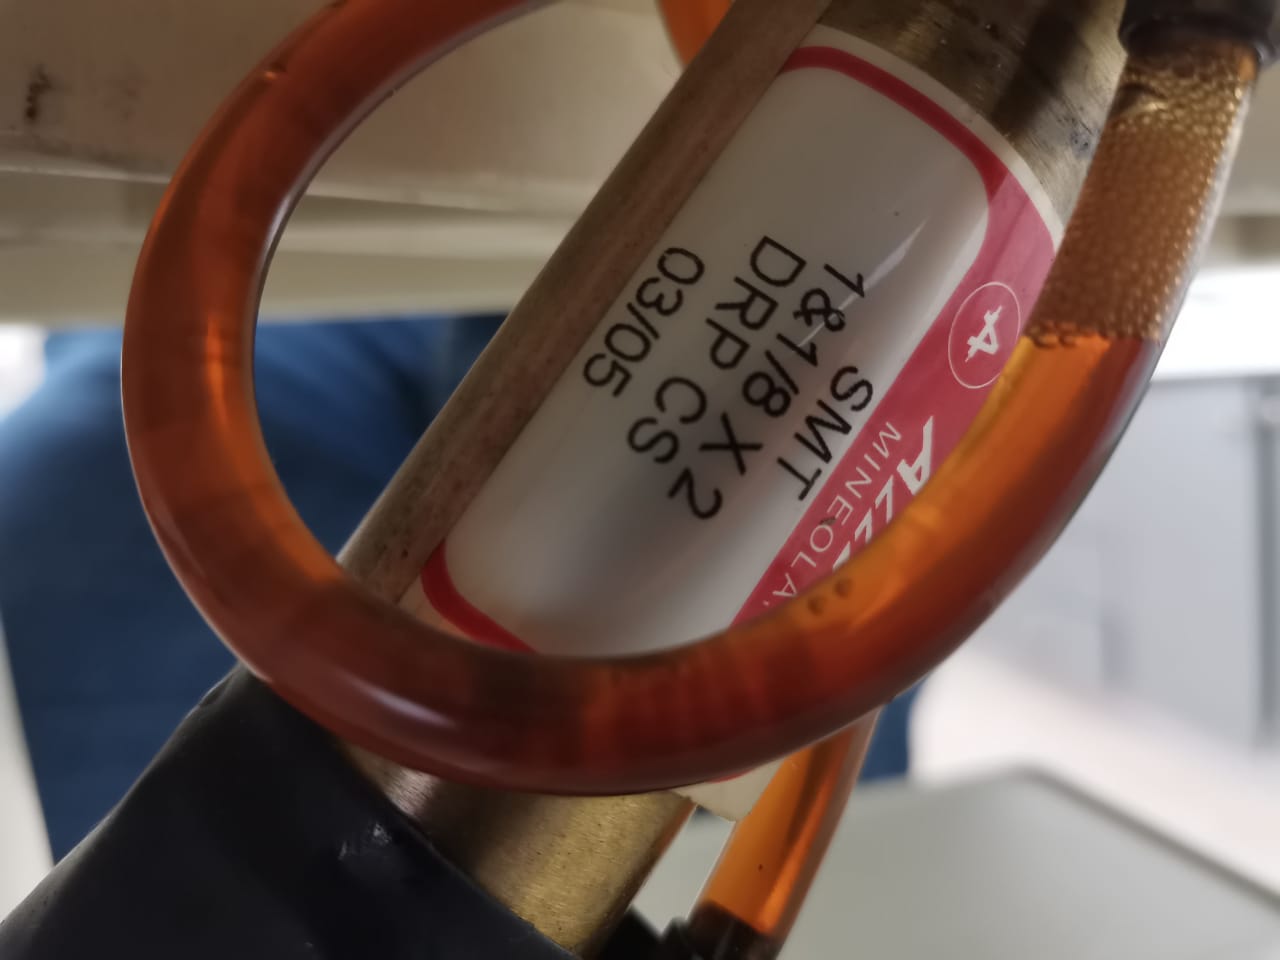 SMT
1&1/8 X 2
DRP CS
03/05
A
MINEOLA